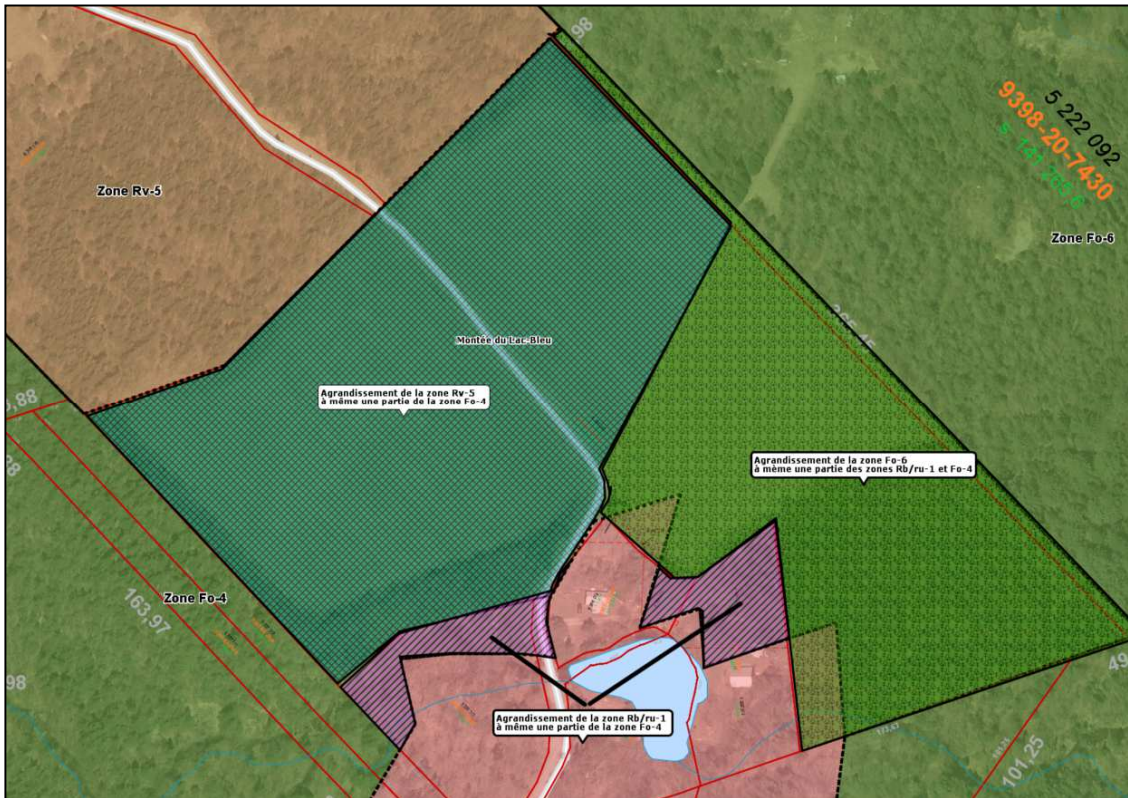 98
5 222 092
9398-20-7430
Zone Rv-5
Zone Fo-6
Montée du Lac-Bleu
Agrandissement de la zone Rv-5
à même une partie de la zone Fo-4
Agrandissement de la zone Fo-6
à même une partie des zones Rb/ru-1 et Fo-4
Zone Fo-4
163,97
98
Agrandissement de la zone Rb/ru-1
à même une partie de la zone Fo-4
49
101,25